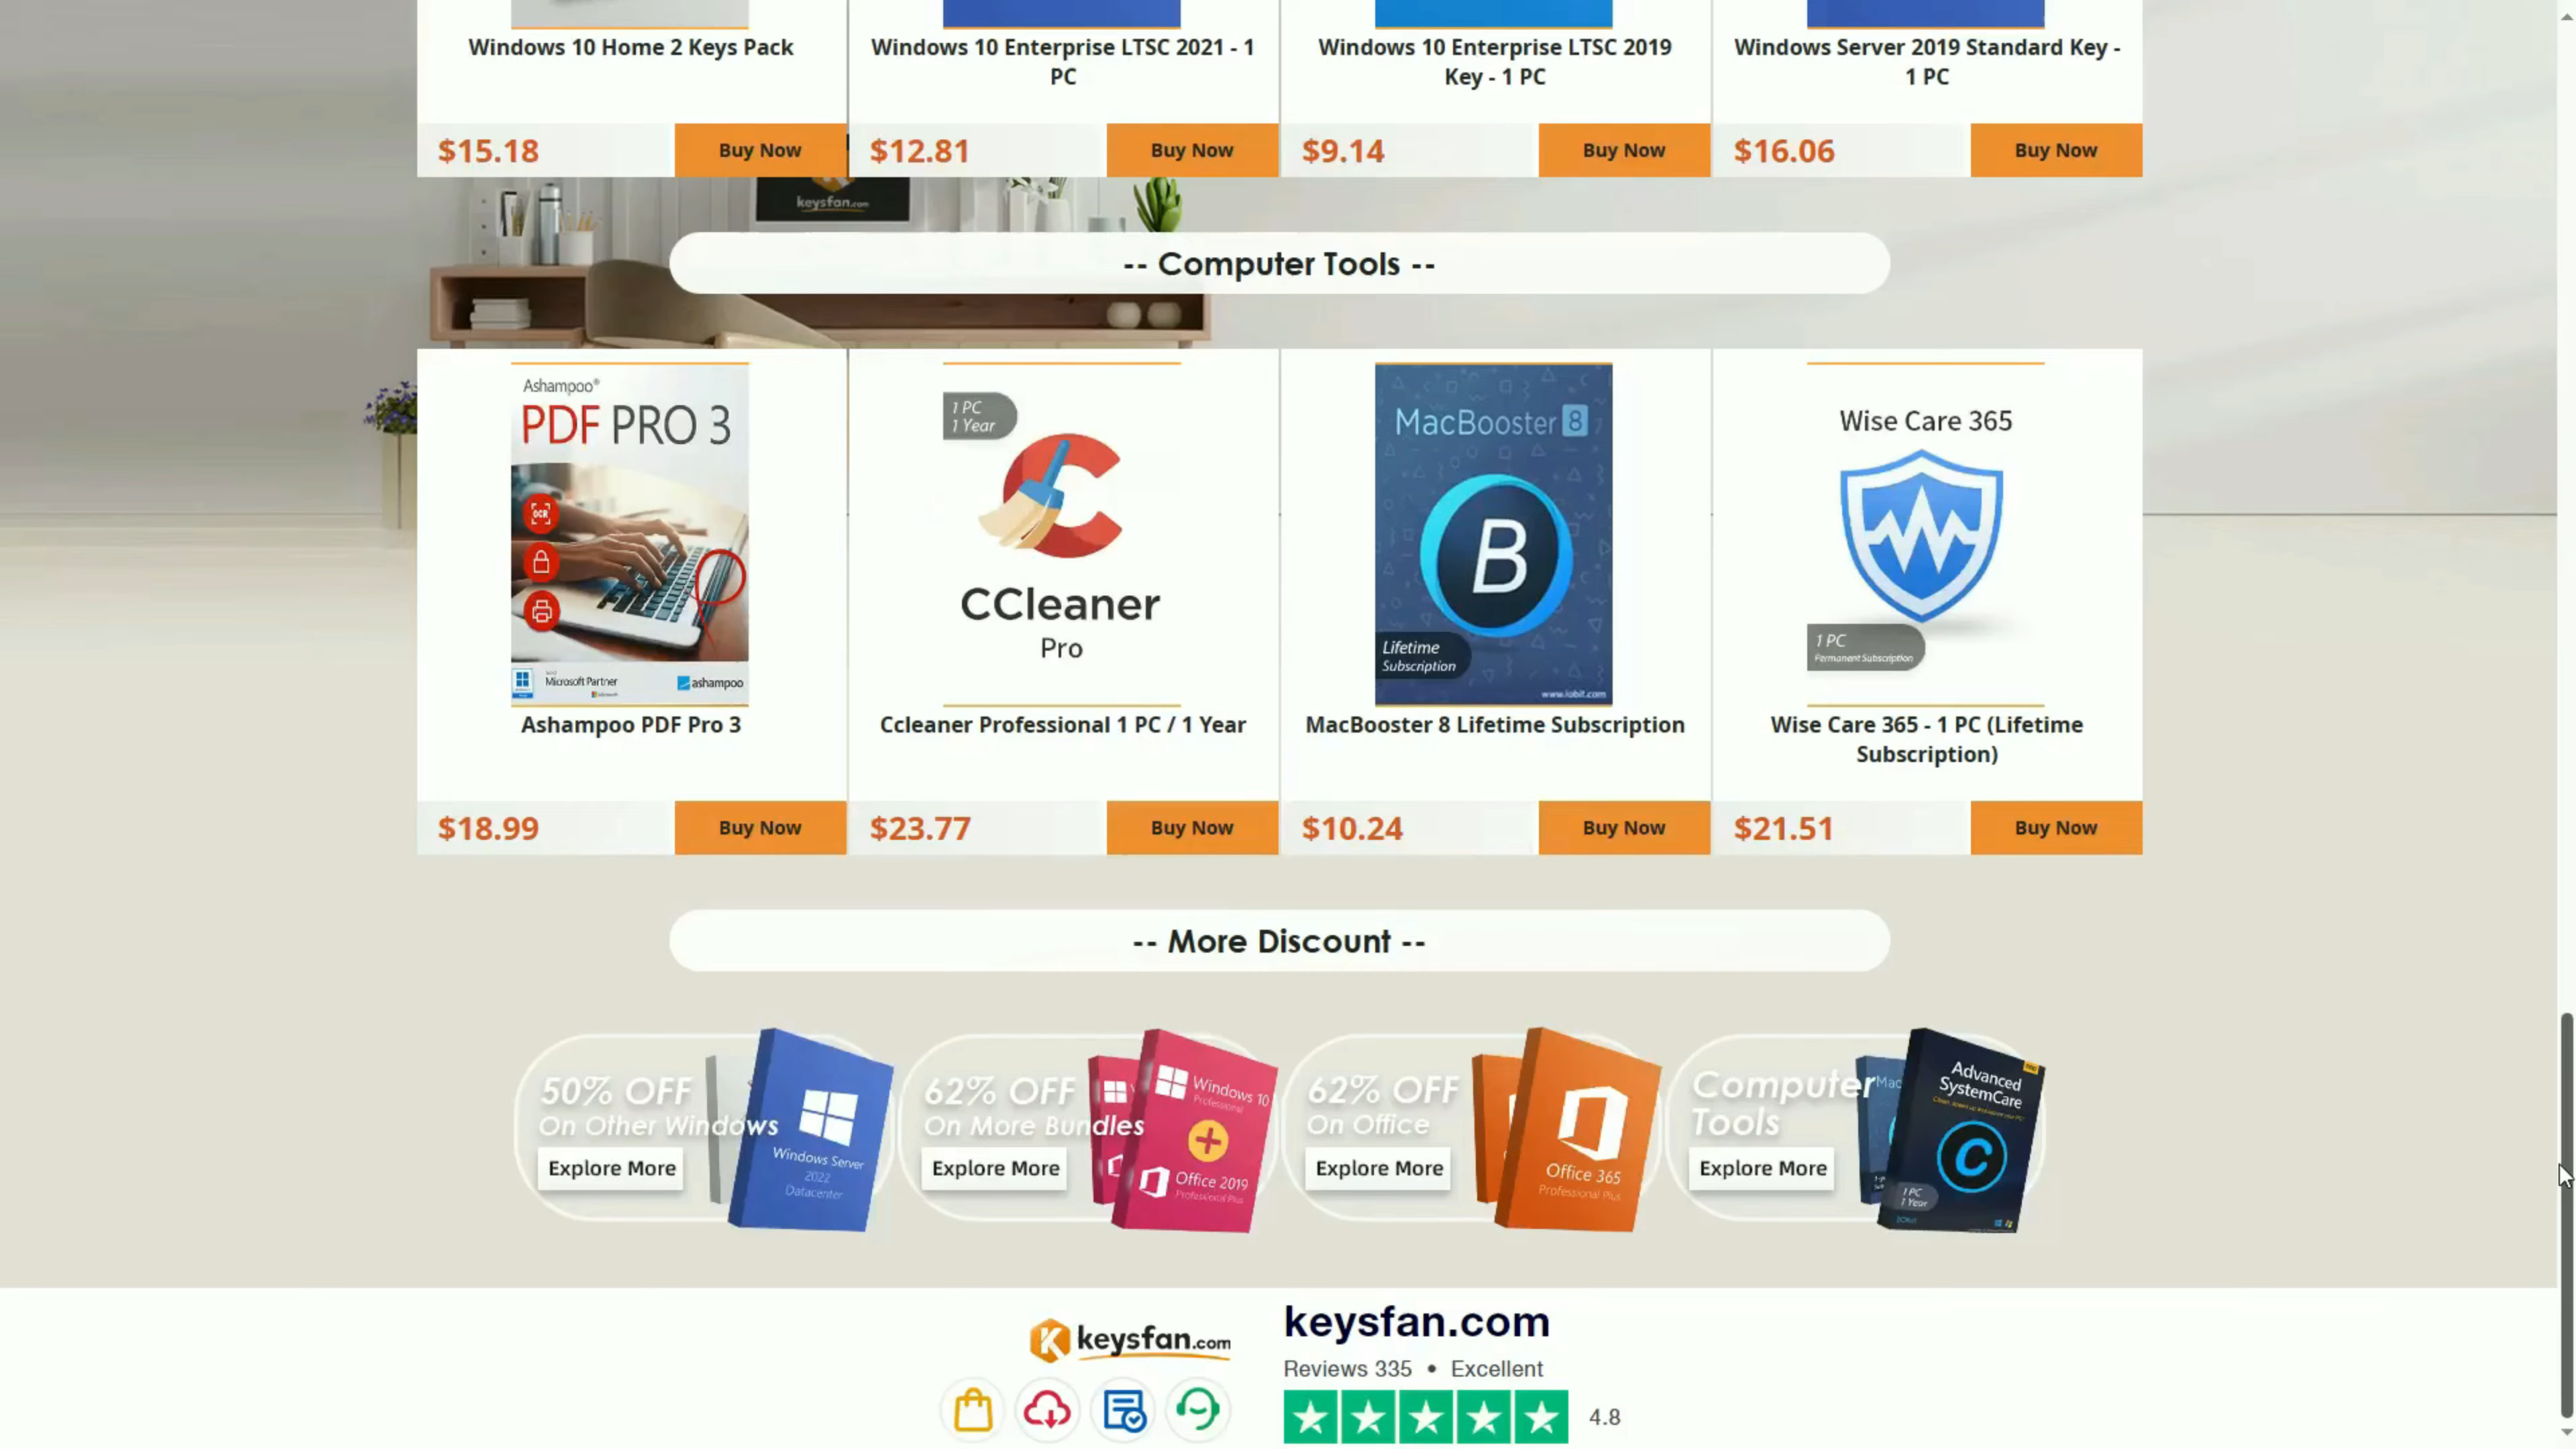 Windows 10 Home 2 Keys Pack
Windows 10 Enterprise LTSC 2021 - 1
PC
Windows 10 Enterprise LTSC 2019
Key - 1 PC
Windows Server 2019 Standard Key -
1 PC
$15.18
Buy Now
$12.81
Buy Now
$9.14
Buy Now
$16.06
Buy Now
keysfan.com
-- Computer Tools --
Ashampoo®
PDF PRO 3
OCR
Microsoft Partner
Microsoft
ashampoo
1 PC
1 Year
CCleaner
Pro
MacBooster 8
B
Lifetime
Subscription
www.iobit.com
Wise Care 365
1 PC
Permanent Subscription
Ashampoo PDF Pro 3
Ccleaner Professional 1 PC / 1 Year
MacBooster 8 Lifetime Subscription
Wise Care 365 - 1 PC (Lifetime
Subscription)
$18.99
Buy Now
$23.77
Buy Now
$10.24
Buy Now
$21.51
Buy Now
-- More Discount --
50% OFF
On Other Windows
Explore More
Windows Server
2022
Datacenter
62% OFF
On More Bundles
Explore More
Windows 10
Professional
Office 2019
Professional Plus
62% OFF
On Office
Explore More
Office 365
Professional Plus
Computer
Tools
Explore More
Mac
Advanced
SystemCare
C
1 PC
1 Year
keysfan.com
keysfan.com
Reviews 335 • Excellent
4.8